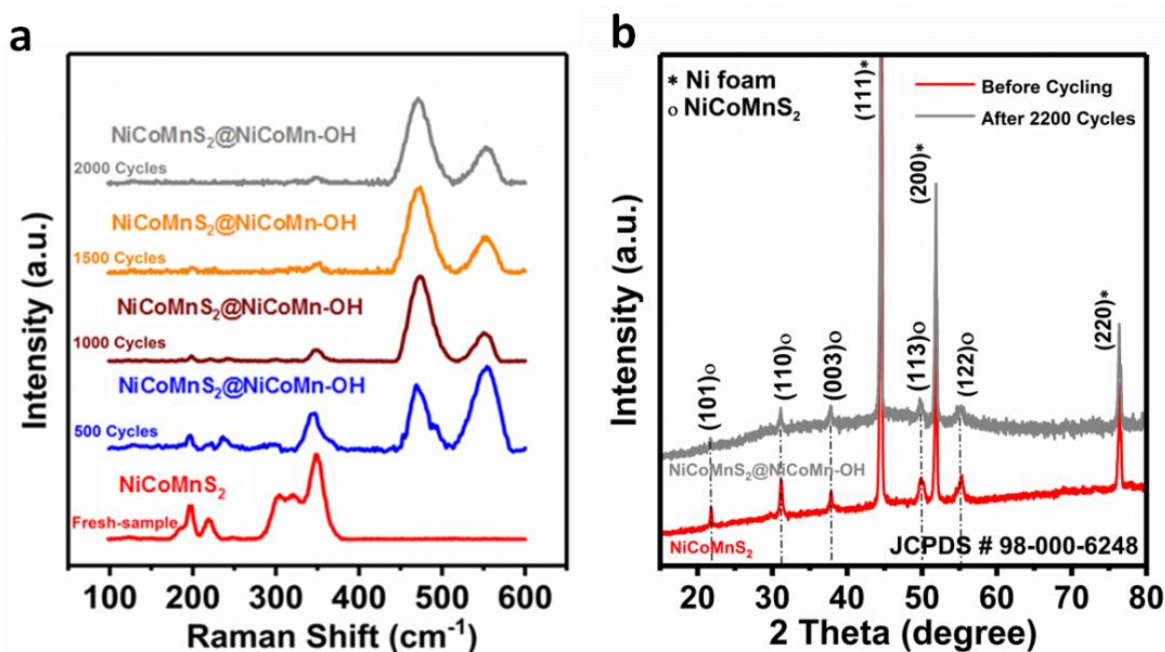 a
NiCoMnS₂@NiCoMn-OH
2000 Cycles
NiCoMnS₂@NiCoMn-OH
1500 Cycles
NiCoMnS₂@NiCoMn-OH
1000 Cycles
NiCoMnS₂@NiCoMn-OH
500 Cycles
NiCoMnS₂
Fresh-sample
Intensity (a.u.)
100 200 300 400 500 600
Raman Shift (cm⁻¹)
b
* Ni foam
o NiCoMnS₂
Before Cycling
After 2200 Cycles
(111)*
(200)*
(220)*
(101)o
(110)o
(003)o
(113)o
(122)o
NiCoMnS₂@NiCoMn-OH
NiCoMnS₂
JCPDS # 98-000-6248
Intensity (a.u.)
20 30 40 50 60 70 80
2 Theta (degree)